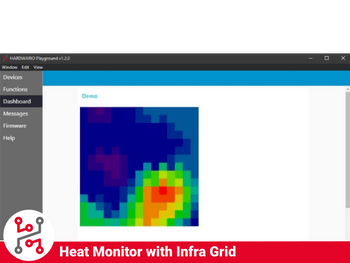 HARDWARIO Playground v1.2.0
Window Edit View
Devices
Functions
Dashboard
Messages
Firmware
Help
Demo
Heat Monitor with Infra Grid